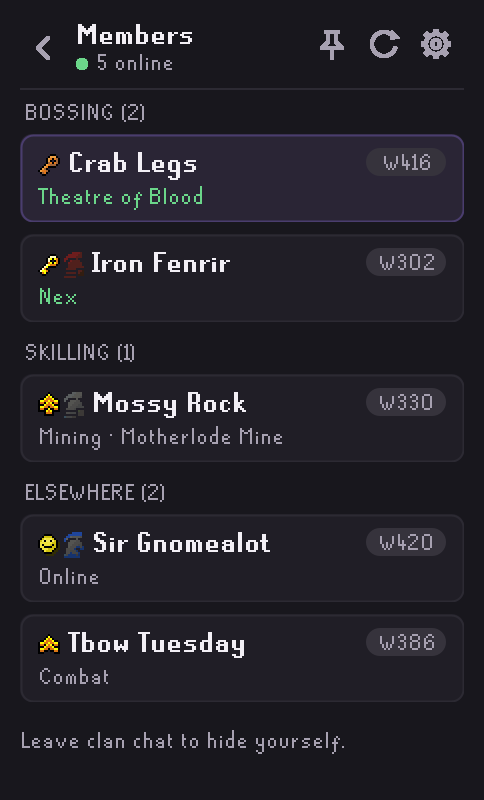 Members
5 online
BOSSING (2)
Crab Legs W416
Theatre of Blood
Iron Fenrir W302
Nex
SKILLING (1)
Mossy Rock W330
Mining · Motherlode Mine
ELSEWHERE (2)
Sir Gnomealot W420
Online
Tbow Tuesday W386
Combat
Leave clan chat to hide yourself.